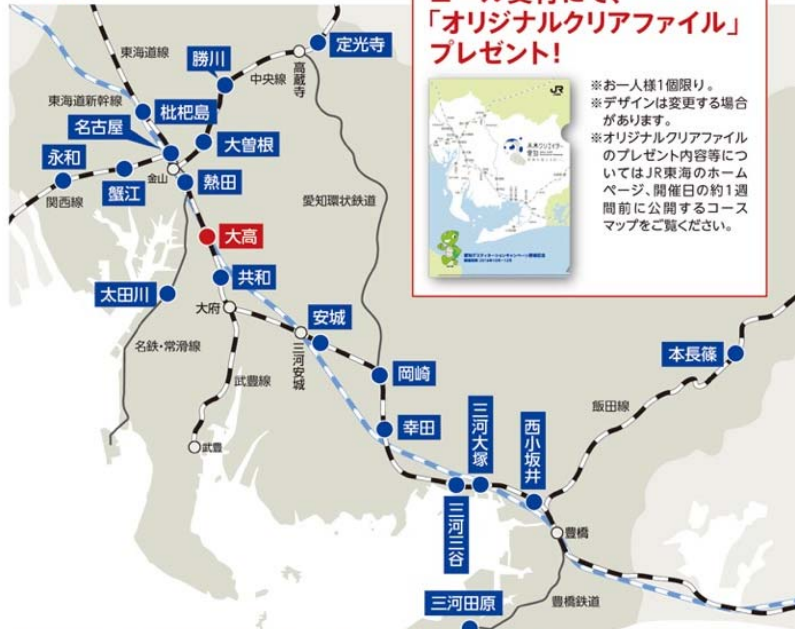 ゴール受付にて、
「オリジナルクリアファイル」
プレゼント!
※お一人様1個限り。
※デザインは変更する場合
があります。
※オリジナルクリアファイル
のプレゼント内容等につ
いてはJR東海のホーム
ページ、開催日の約1週
間前に公開するコース
マップをご覧ください。
JR
東海道線
勝川
中央線
高蔵寺
定光寺
東海道新幹線
枇杷島
名古屋
大曽根
永和
蟹江
金山
熱田
関西線
愛知環状鉄道
大高
共和
太田川
大府
安城
三河安城
名鉄・常滑線
武豊線
岡崎
本長篠
飯田線
幸田
三河大塚
西小坂井
武豊
三河三谷
豊橋
三河田原
豊橋鉄道